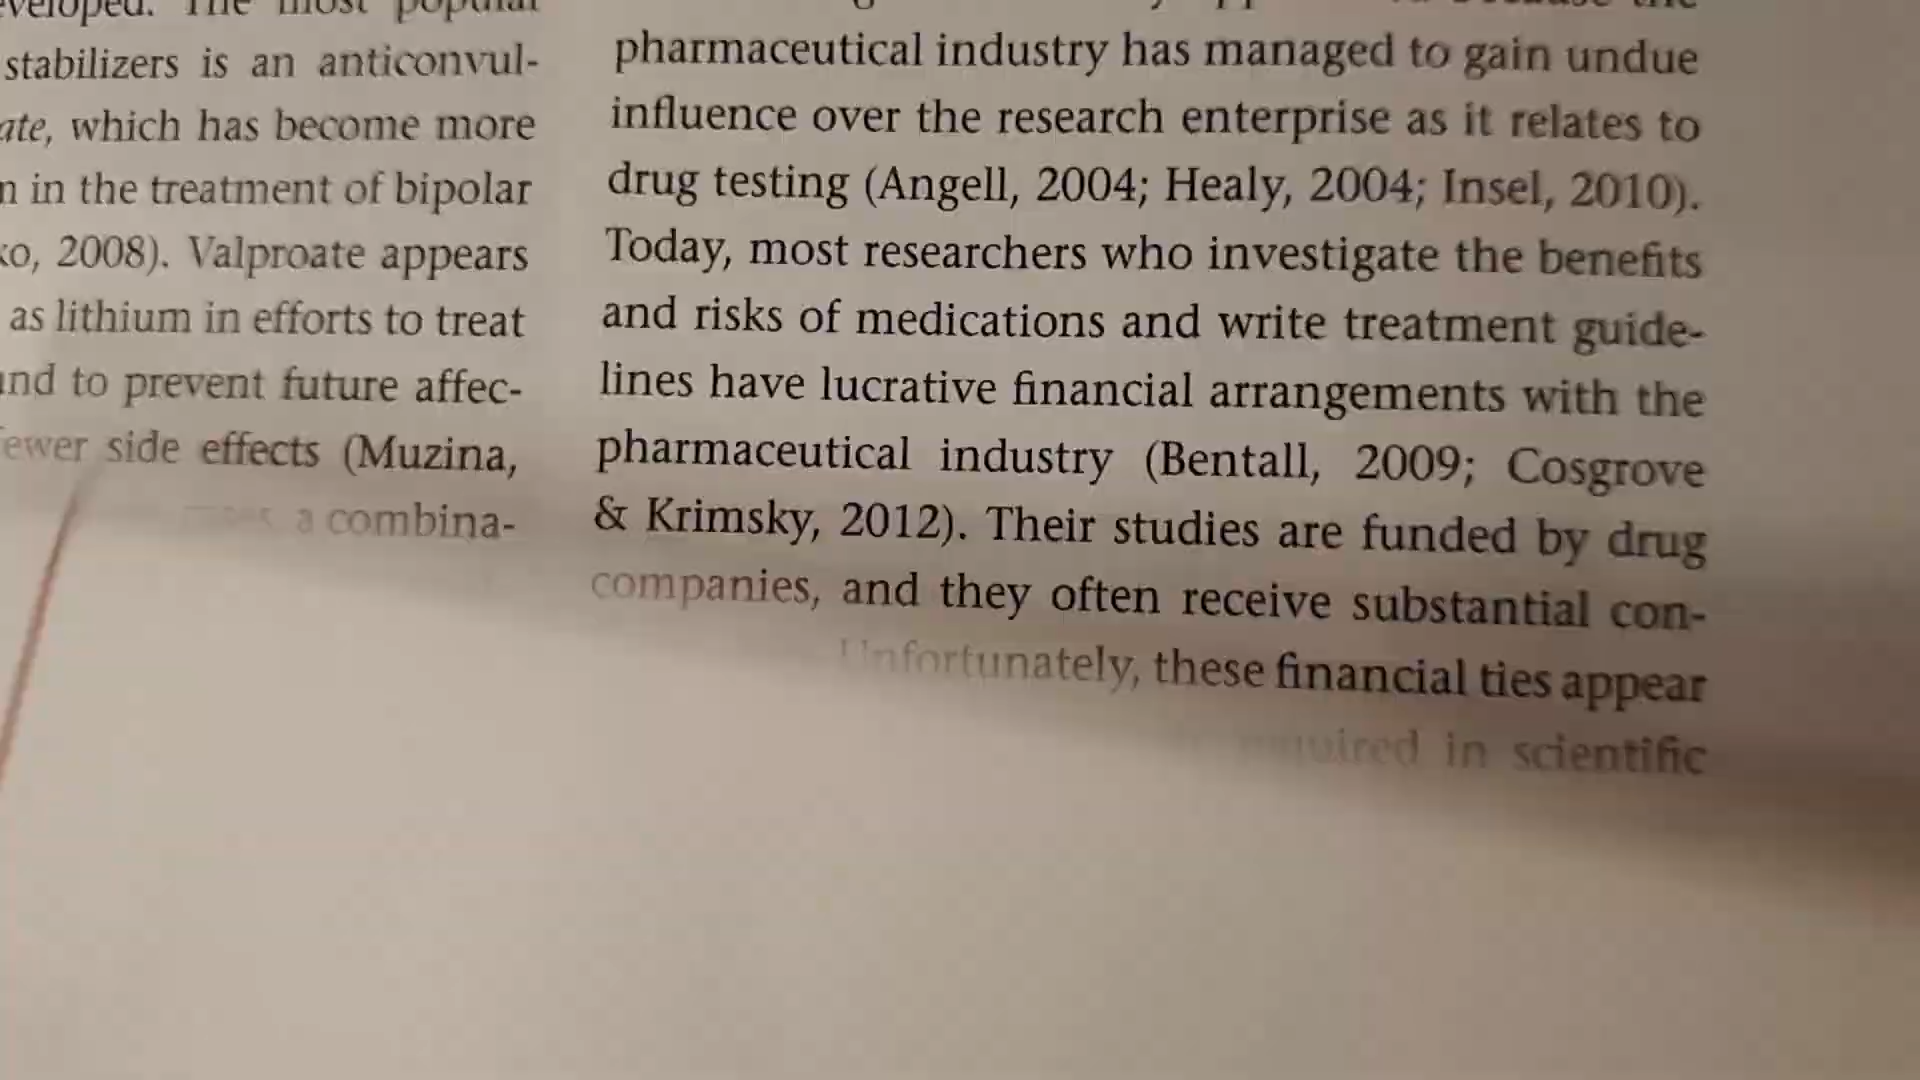 The most popular
stabilizers is an anticonvul-
which has become more
in the treatment of bipolar
2008). Valproate appears
as lithium in efforts to treat
to prevent future affec-
side effects (Muzina,
a combina-
pharmaceutical industry has managed to gain undue
influence over the research enterprise as it relates to
drug testing (Angell, 2004; Healy, 2004; Insel, 2010).
Today, most researchers who investigate the benefits
and risks of medications and write treatment guide-
lines have lucrative financial arrangements with the
pharmaceutical industry (Bentall, 2009; Cosgrove
& Krimsky, 2012). Their studies are funded by drug
companies, and they often receive substantial con-
Unfortunately, these financial ties appear
in scientific